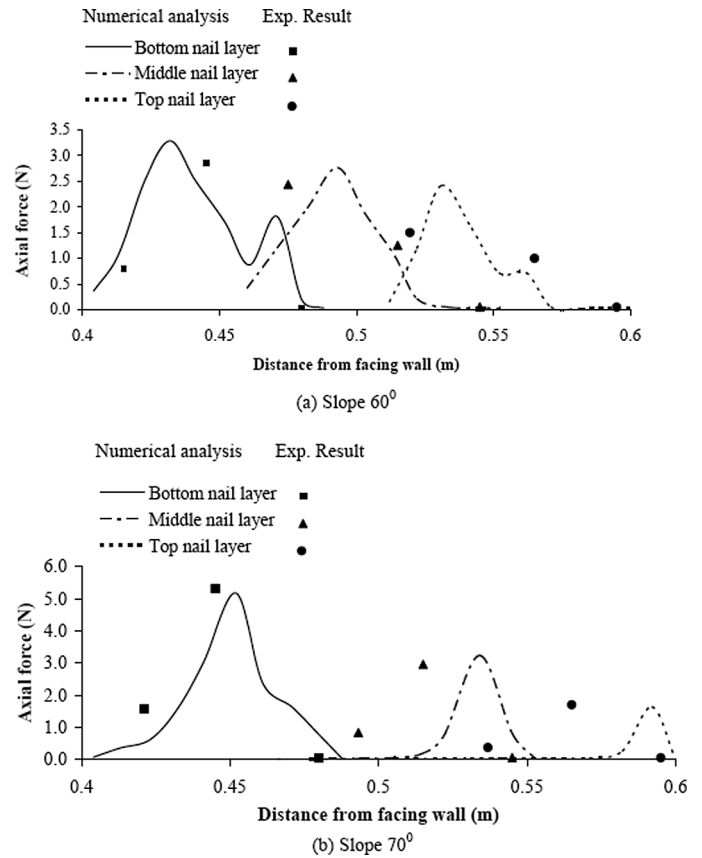 Numerical analysis Exp. Result
Bottom nail layer
Middle nail layer
Top nail layer
Axial force (N)
3.5
3.0
2.5
2.0
1.5
1.0
0.5
0.0
0.4 0.45 0.5 0.55 0.6
Distance from facing wall (m)
(a) Slope 60⁰
Numerical analysis Exp. Result
Bottom nail layer
Middle nail layer
Top nail layer
Axial force (N)
6.0
5.0
4.0
3.0
2.0
1.0
0.0
0.4 0.45 0.5 0.55 0.6
Distance from facing wall (m)
(b) Slope 70⁰